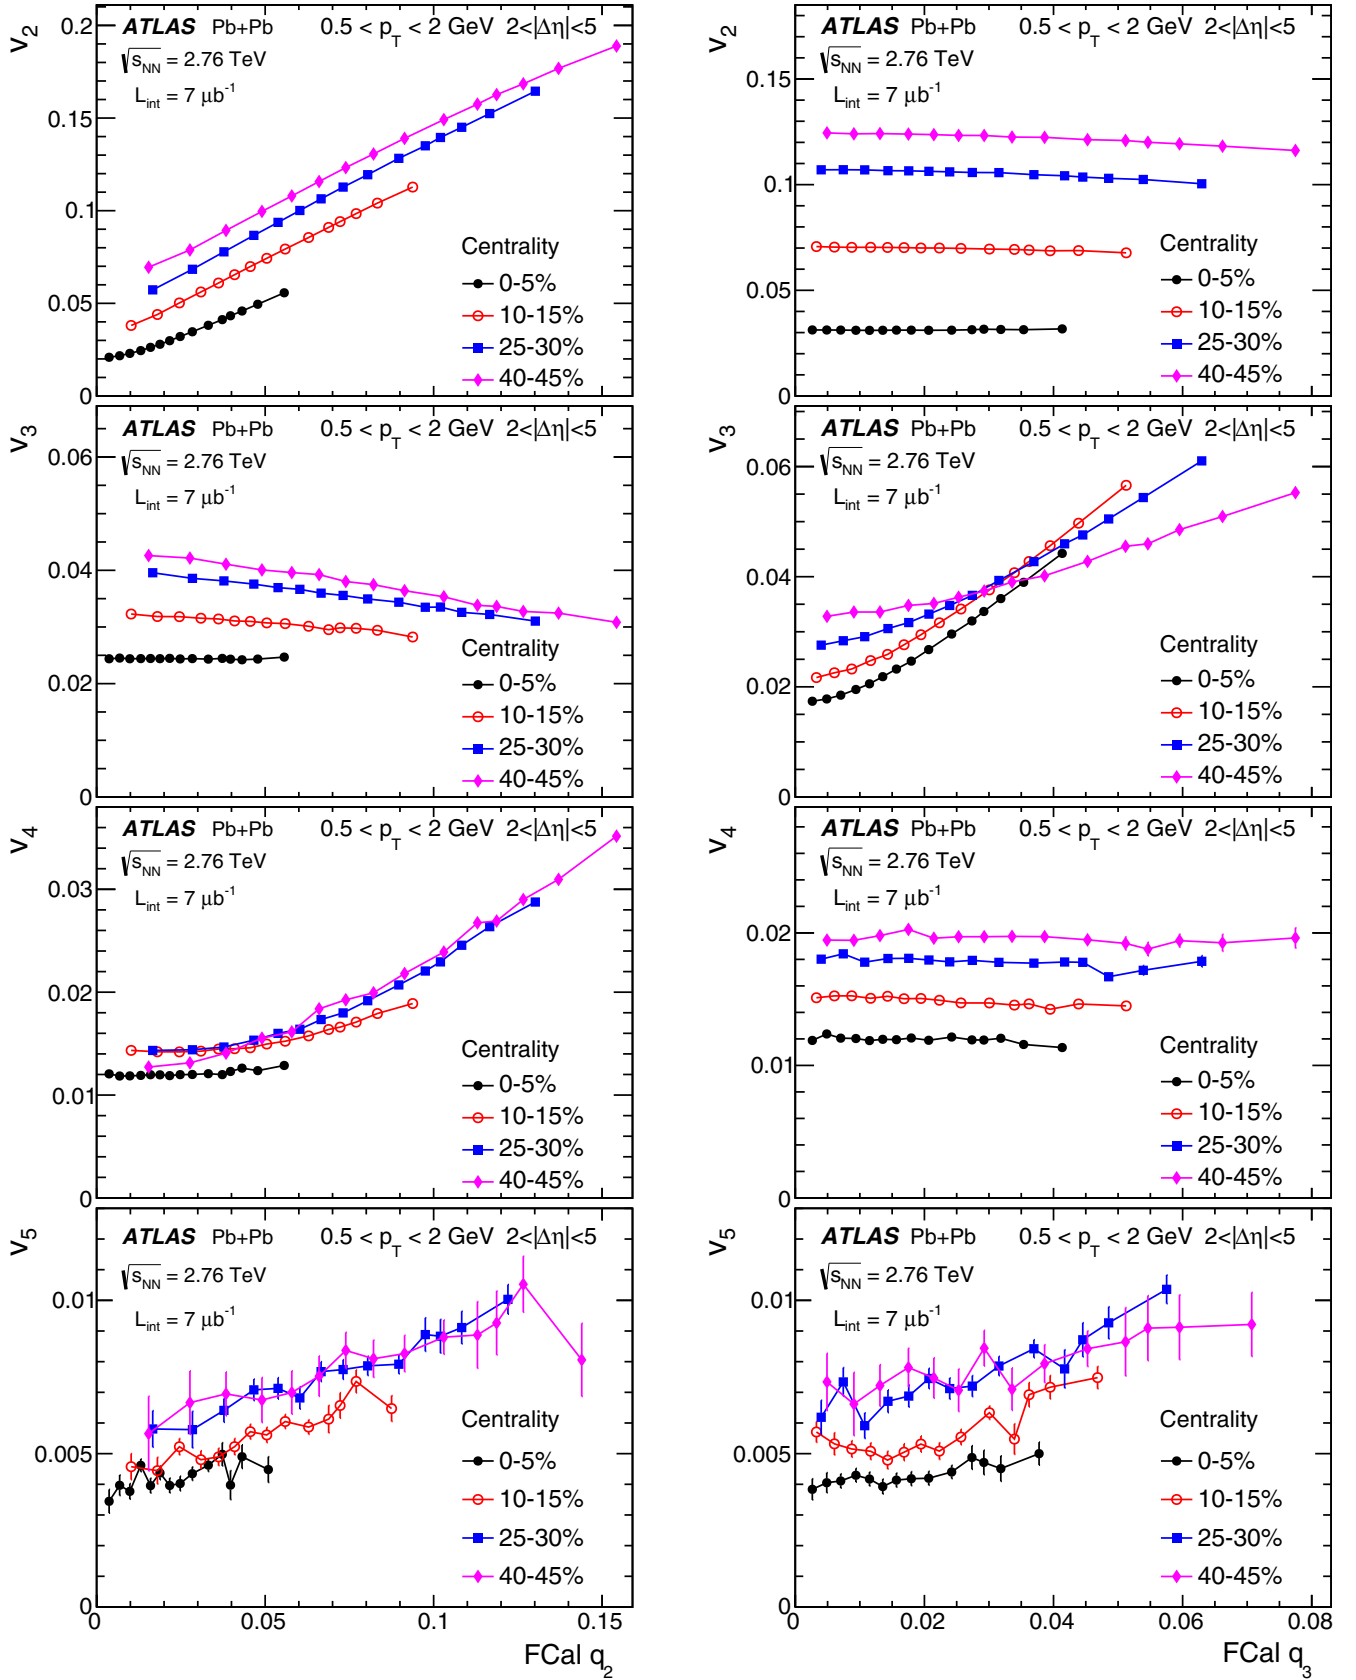 v2
0.2
0.15
0.1
0.05
0
ATLAS Pb+Pb 0.5 < pT < 2 GeV 2<|Δη|<5
√sNN = 2.76 TeV
Lint = 7 μb-1
Centrality
0-5%
10-15%
25-30%
40-45%
v2
0.15
0.1
0.05
0
ATLAS Pb+Pb 0.5 < pT < 2 GeV 2<|Δη|<5
√sNN = 2.76 TeV
Lint = 7 μb-1
Centrality
0-5%
10-15%
25-30%
40-45%
v3
0.06
0.04
0.02
0
ATLAS Pb+Pb 0.5 < pT < 2 GeV 2<|Δη|<5
√sNN = 2.76 TeV
Lint = 7 μb-1
Centrality
0-5%
10-15%
25-30%
40-45%
v3
0.06
0.04
0.02
0
ATLAS Pb+Pb 0.5 < pT < 2 GeV 2<|Δη|<5
√sNN = 2.76 TeV
Lint = 7 μb-1
Centrality
0-5%
10-15%
25-30%
40-45%
v4
0.03
0.02
0.01
0
ATLAS Pb+Pb 0.5 < pT < 2 GeV 2<|Δη|<5
√sNN = 2.76 TeV
Lint = 7 μb-1
Centrality
0-5%
10-15%
25-30%
40-45%
v4
0.02
0.01
0
ATLAS Pb+Pb 0.5 < pT < 2 GeV 2<|Δη|<5
√sNN = 2.76 TeV
Lint = 7 μb-1
Centrality
0-5%
10-15%
25-30%
40-45%
v5
0.01
0.005
0
ATLAS Pb+Pb 0.5 < pT < 2 GeV 2<|Δη|<5
√sNN = 2.76 TeV
Lint = 7 μb-1
Centrality
0-5%
10-15%
25-30%
40-45%
0 0.05 0.1 0.15
FCal q2
v5
0.01
0.005
0
ATLAS Pb+Pb 0.5 < pT < 2 GeV 2<|Δη|<5
√sNN = 2.76 TeV
Lint = 7 μb-1
Centrality
0-5%
10-15%
25-30%
40-45%
0 0.02 0.04 0.06 0.08
FCal q3